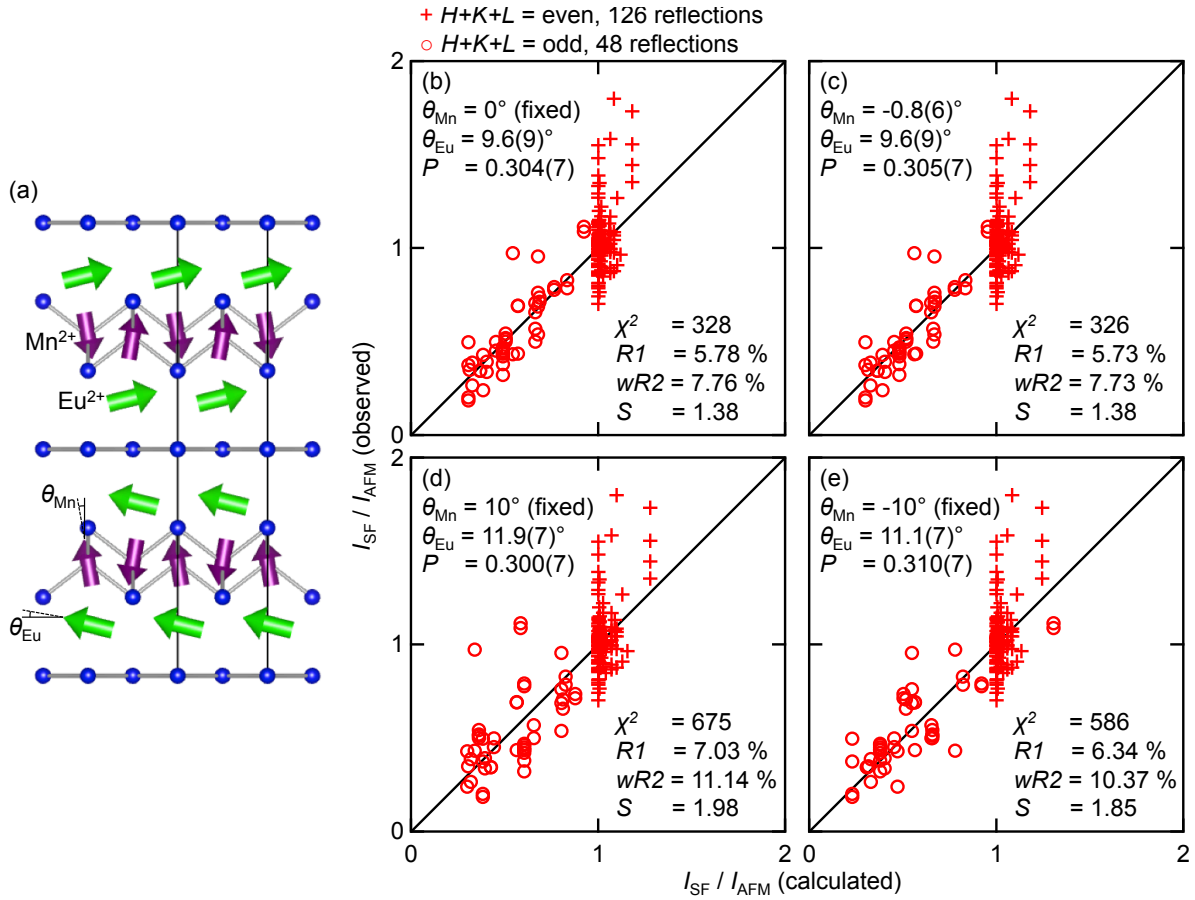 + H+K+L = even, 126 reflections
○ H+K+L = odd, 48 reflections
(a)
Mn2+
Eu2+
θMn
θEu
2
1
0
(b)
θMn = 0° (fixed)
θEu = 9.6(9)°
P = 0.304(7)
χ2 = 328
R1 = 5.78 %
wR2 = 7.76 %
S = 1.38
(c)
θMn = -0.8(6)°
θEu = 9.6(9)°
P = 0.305(7)
χ2 = 326
R1 = 5.73 %
wR2 = 7.73 %
S = 1.38
ISF / IAFM (observed)
2
1
0
(d)
θMn = 10° (fixed)
θEu = 11.9(7)°
P = 0.300(7)
χ2 = 675
R1 = 7.03 %
wR2 = 11.14 %
S = 1.98
(e)
θMn = -10° (fixed)
θEu = 11.1(7)°
P = 0.310(7)
χ2 = 586
R1 = 6.34 %
wR2 = 10.37 %
S = 1.85
0 1 2 0 1 2
ISF / IAFM (calculated)